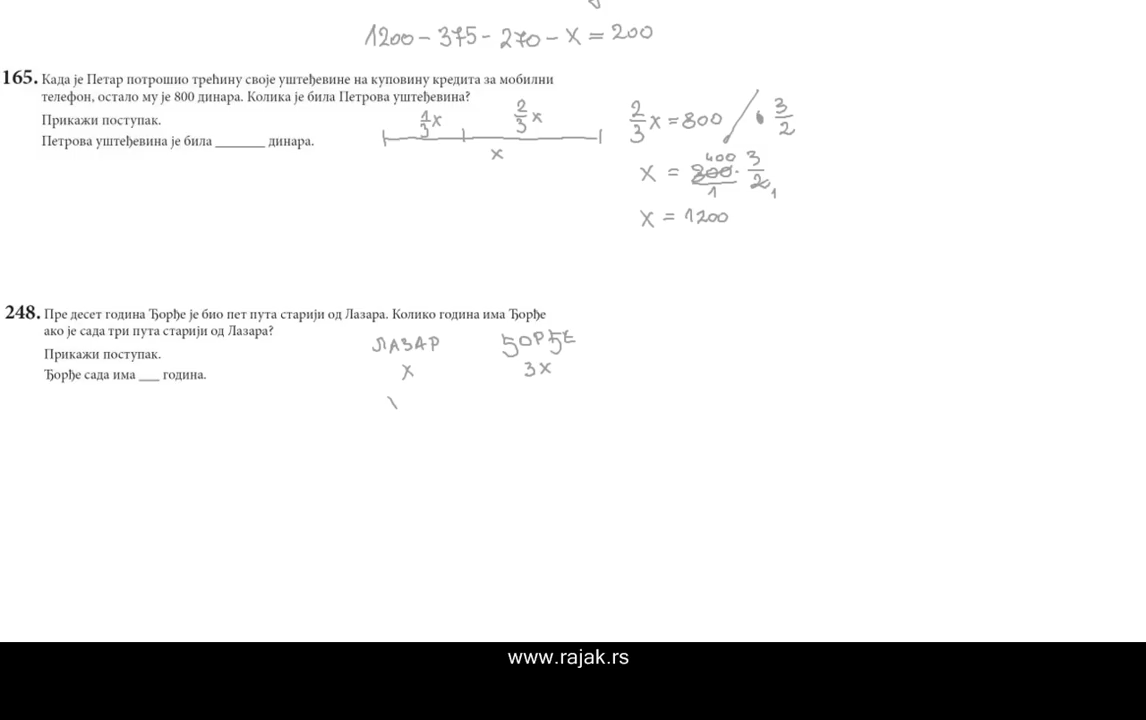 1200 - 375 - 270 - x = 200
165. Када је Петар потрошио трећину своје уштеђевине на куповину кредита за мобилни
телефон, остало му је 800 динара. Колика је била Петрова уштеђевина?
Прикажи поступак.
Петрова уштеђевина је била _______ динара.
1/3 x 2/3 x
x
2/3 x = 800 / · 3/2
x = 800/1 · 3/2 400 1
x = 1200
248. Пре десет година Ђорђе је био пет пута старији од Лазара. Колико година има Ђорђе
ако је сада три пута старији од Лазара?
Прикажи поступак.
Ђорђе сада има ___ година.
ЛАЗАР ЂОРЂЕ
x 3x
www.rajak.rs